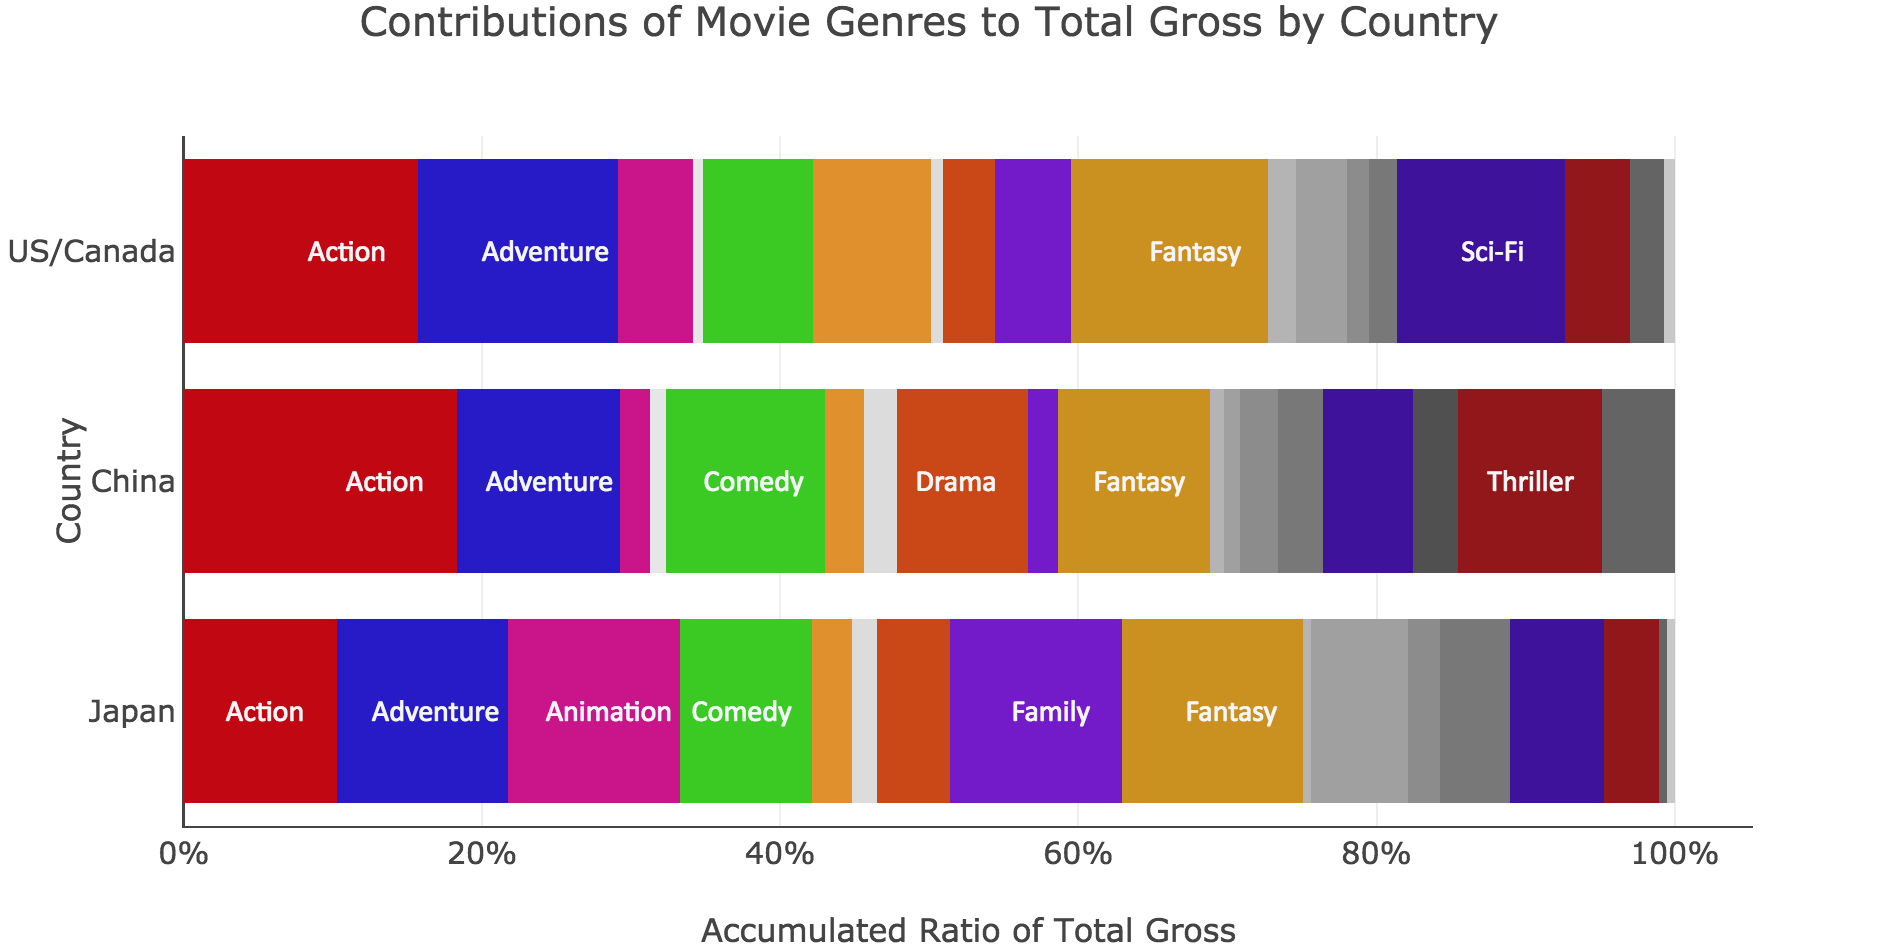 Contributions of Movie Genres to Total Gross by Country
US/Canada
Action
Adventure
Fantasy
Sci-Fi
Country
China
Action
Adventure
Comedy
Drama
Fantasy
Thriller
Japan
Action
Adventure
Animation
Comedy
Family
Fantasy
0%
20%
40%
60%
80%
100%
Accumulated Ratio of Total Gross